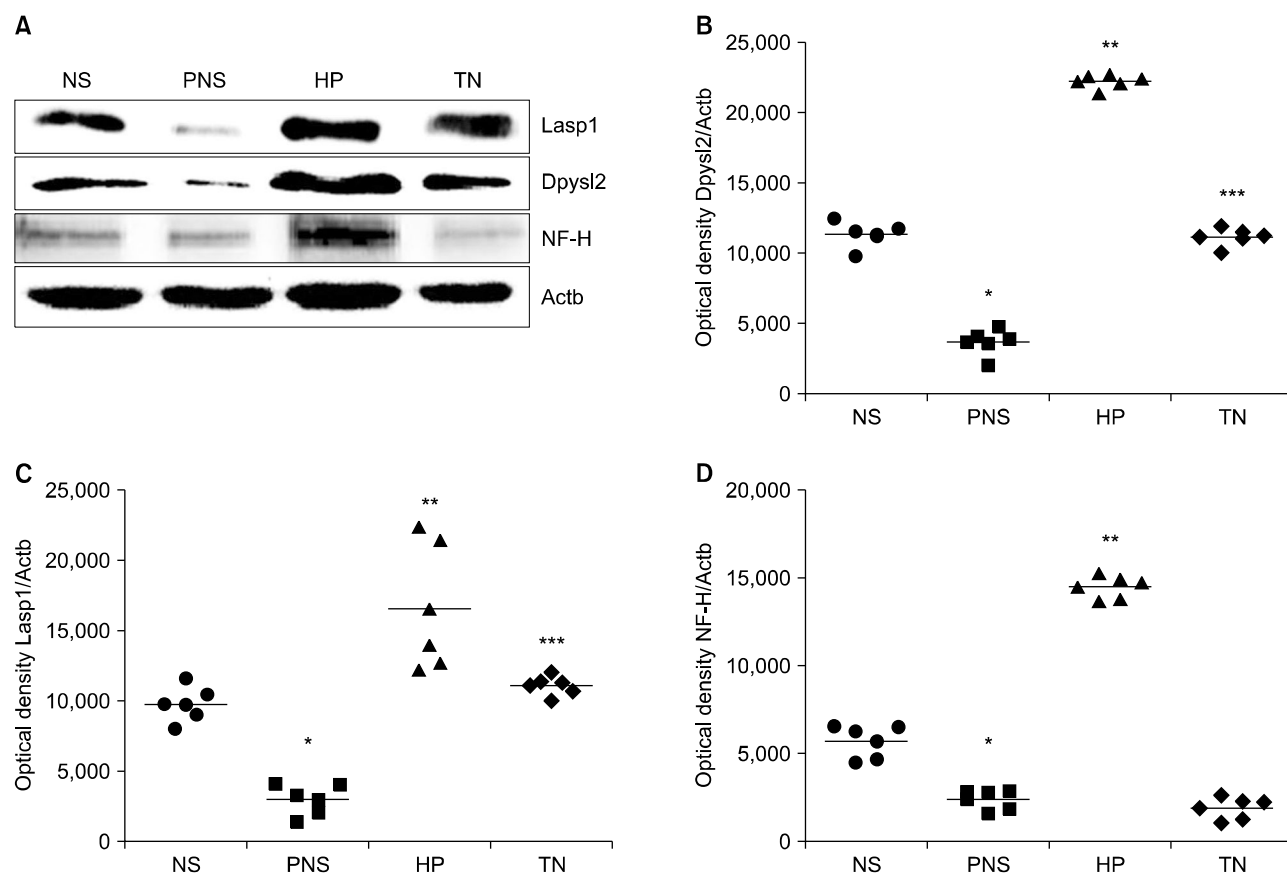 A
NS PNS HP TN
Lasp1
Dpysl2
NF-H
Actb
B
Optical density Dpysl2/Actb
25,000
20,000
15,000
10,000
5,000
0
*
**
***
NS PNS HP TN
C
Optical density Lasp1/Actb
25,000
20,000
15,000
10,000
5,000
0
*
**
***
NS PNS HP TN
D
Optical density NF-H/Actb
20,000
15,000
10,000
5,000
0
*
**
NS PNS HP TN